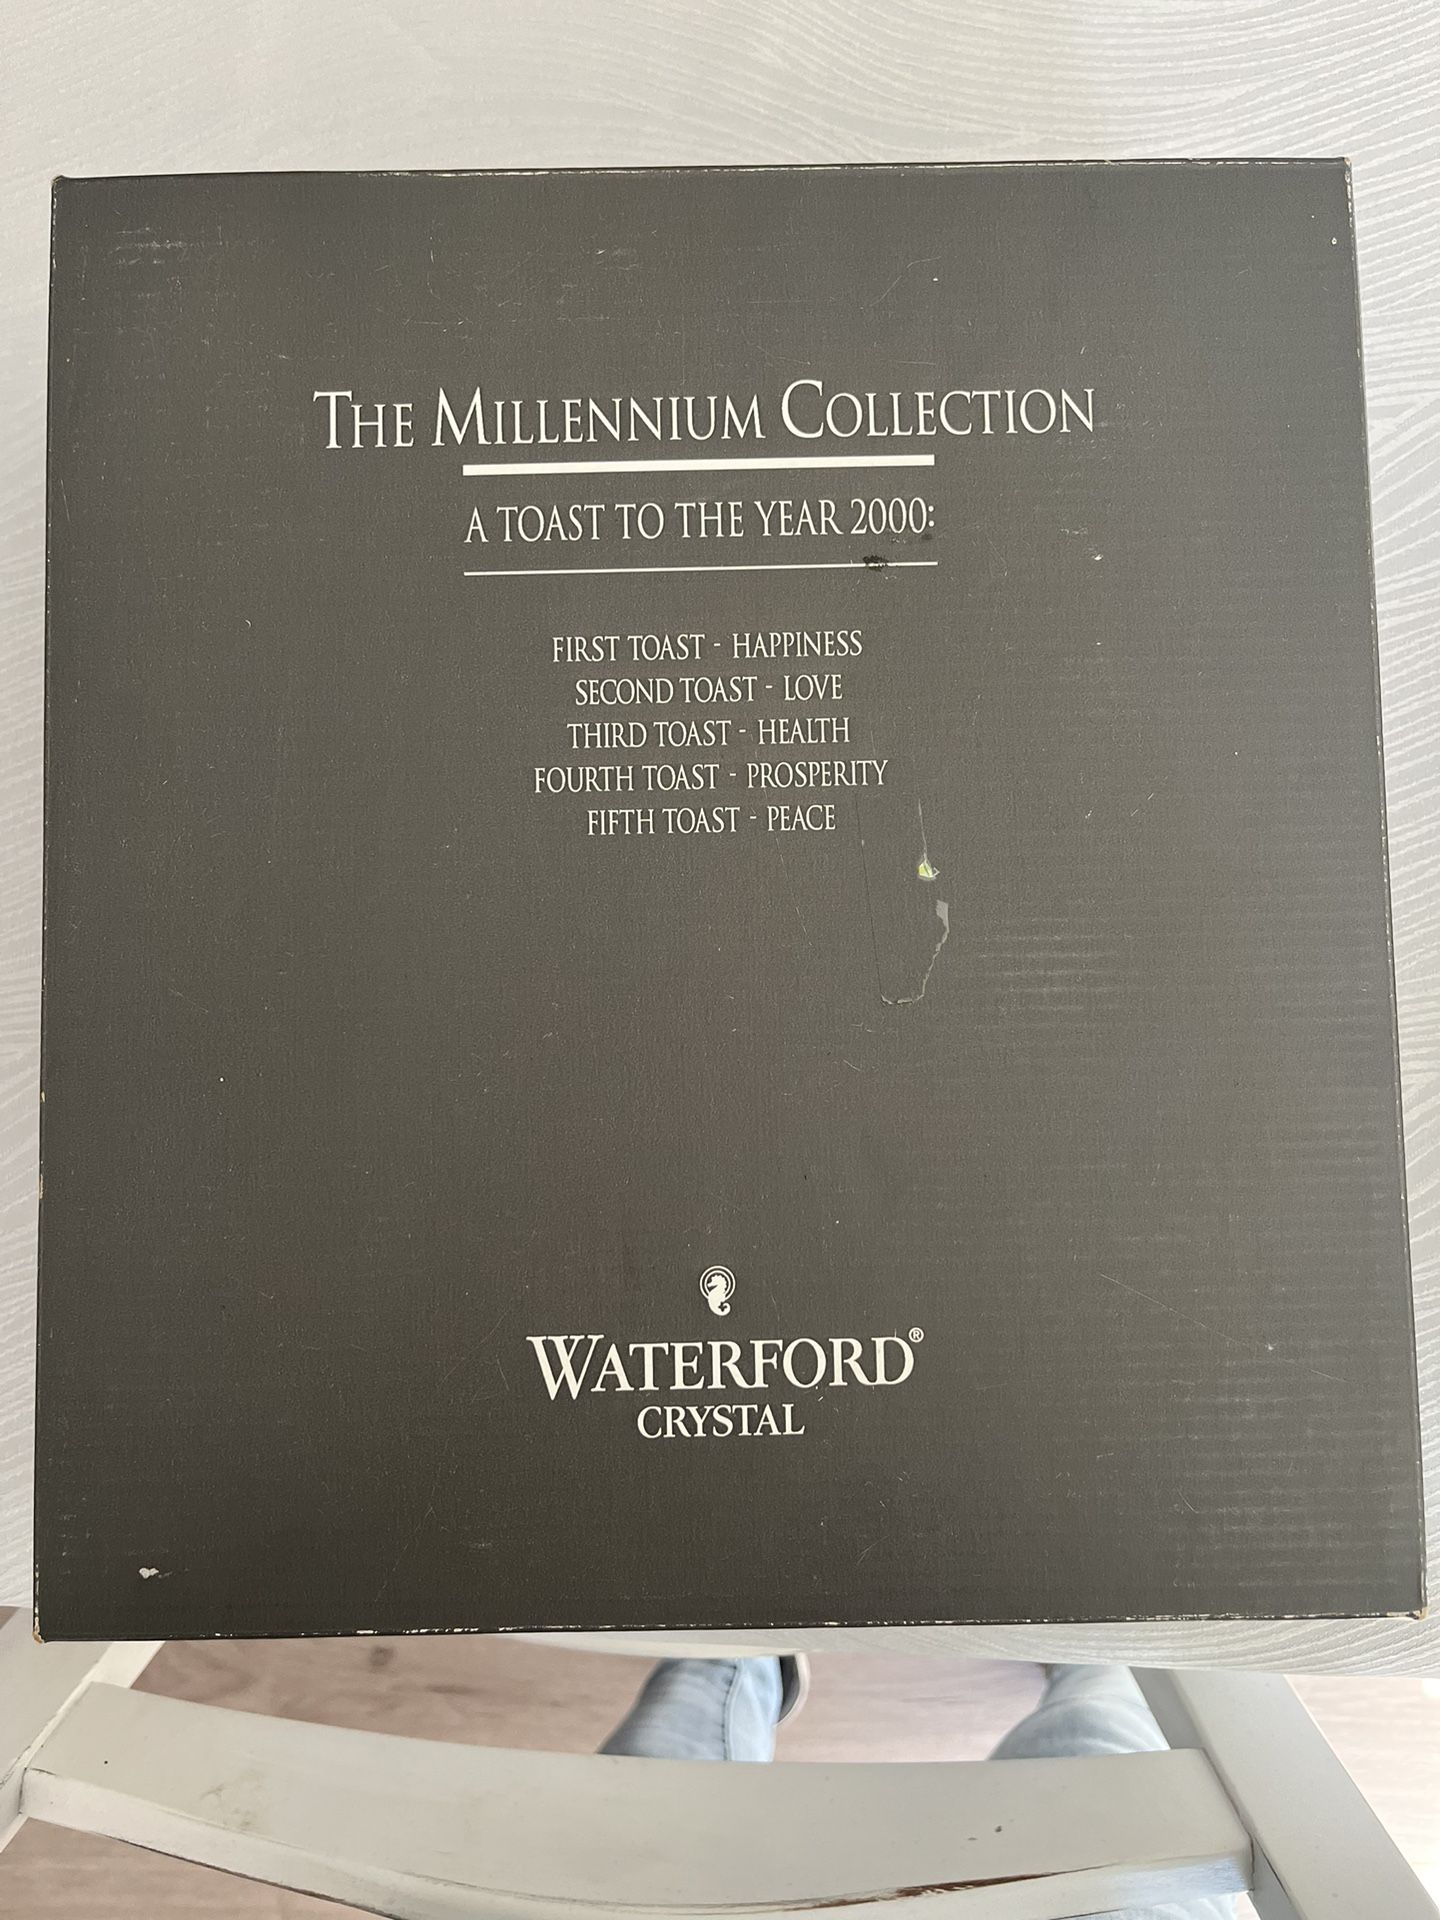 THE MILLENNIUM COLLECTION
A TOAST TO THE YEAR 2000:
FIRST TOAST - HAPPINESS
SECOND TOAST - LOVE
THIRD TOAST - HEALTH
FOURTH TOAST - PROSPERITY
FIFTH TOAST - PEACE
WATERFORD®
CRYSTAL